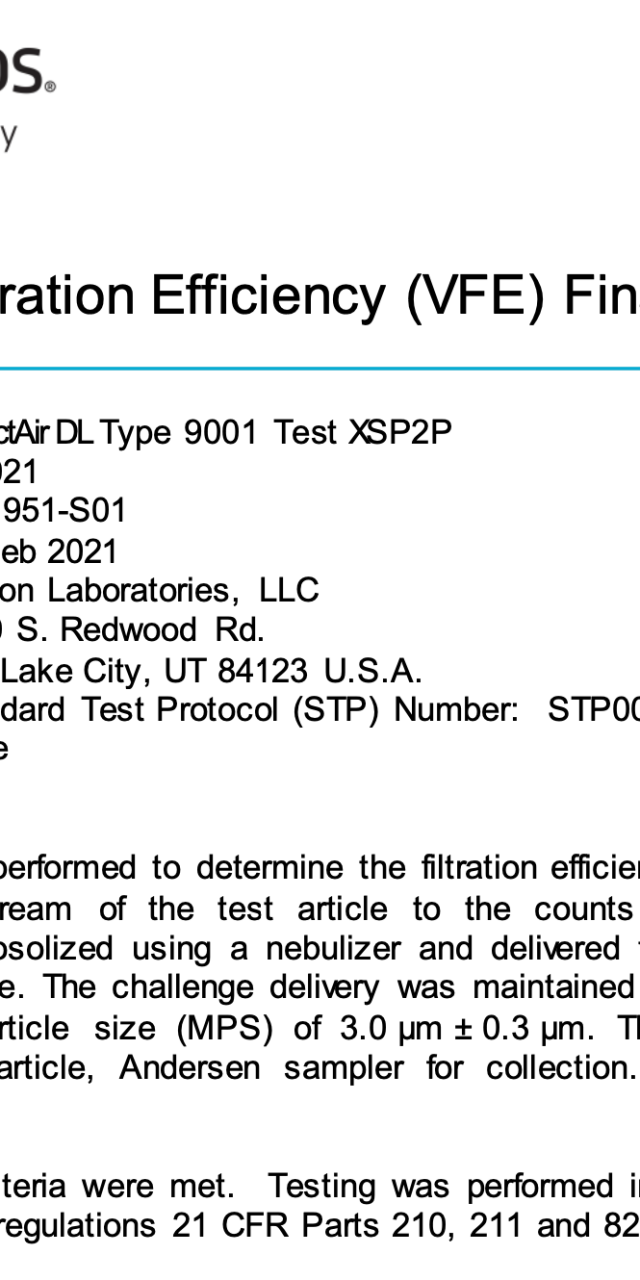 os®
y
ration Efficiency (VFE) Fin
ctAir DL Type 9001 Test XSP2P
021
951-S01
eb 2021
on Laboratories, LLC
0 S. Redwood Rd.
Lake City, UT 84123 U.S.A.
dard Test Protocol (STP) Number: STP00
e
performed to determine the filtration efficien
ream of the test article to the counts
osolized using a nebulizer and delivered t
e. The challenge delivery was maintained
rticle size (MPS) of 3.0 µm ± 0.3 µm. Th
article, Andersen sampler for collection.
teria were met. Testing was performed in
regulations 21 CFR Parts 210, 211 and 82